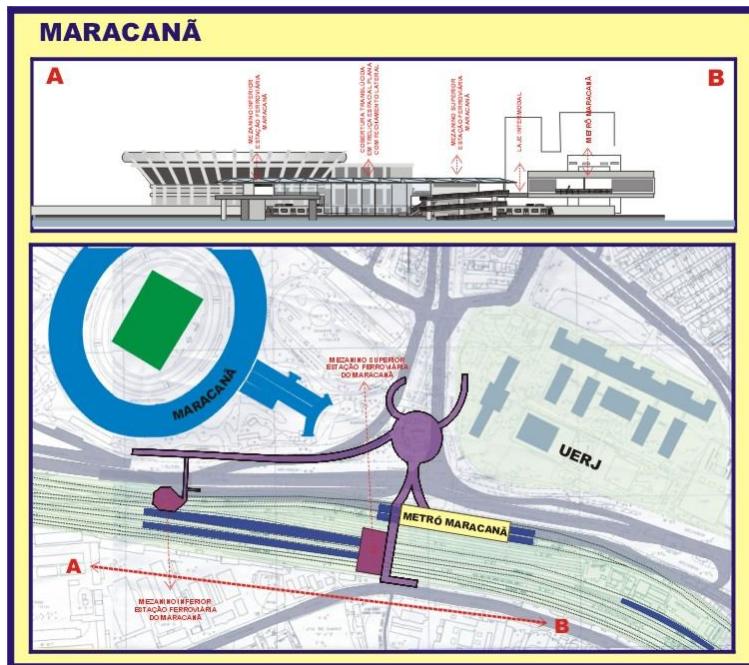 MARACANÃ
A
B
MEZANINO INFERIOR
ESTAÇÃO FERROVIÁRIA
MARACANÃ
COBERTURA TRANSLÚCIDA
EM TRELIÇA ESPACIAL PLANA
COM FECHAMENTO LATERAL
MEZANINO SUPERIOR
ESTAÇÃO FERROVIÁRIA
MARACANÃ
LAJE INTERMODAL
METRÔ MARACANÃ
MEZANINO SUPERIOR
ESTAÇÃO FERROVIÁRIA
DO MARACANÃ
MARACANÃ
UERJ
METRÔ MARACANÃ
A
MEZANINO INFERIOR
ESTAÇÃO FERROVIÁRIA
DO MARACANÃ
B